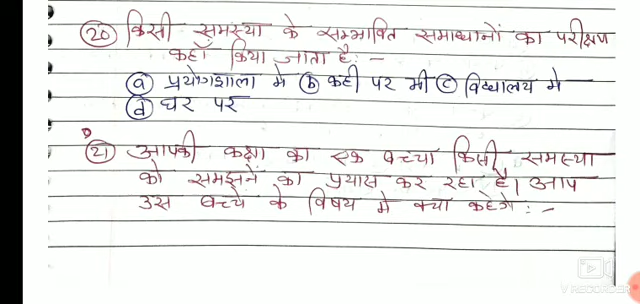 20 किसी समस्या के सम्भावित समाधानों का परीक्षण
कहाँ किया जाता है: -
a प्रयोगशाला मे b कही पर भी c विद्यालय मे
d घर पर
21 आपकी कक्षा का एक बच्चा किसी समस्या
को समझने का प्रयास कर रहा है। आप
उस बच्चे के विषय मे क्या कहेगे: -
V RECORDER